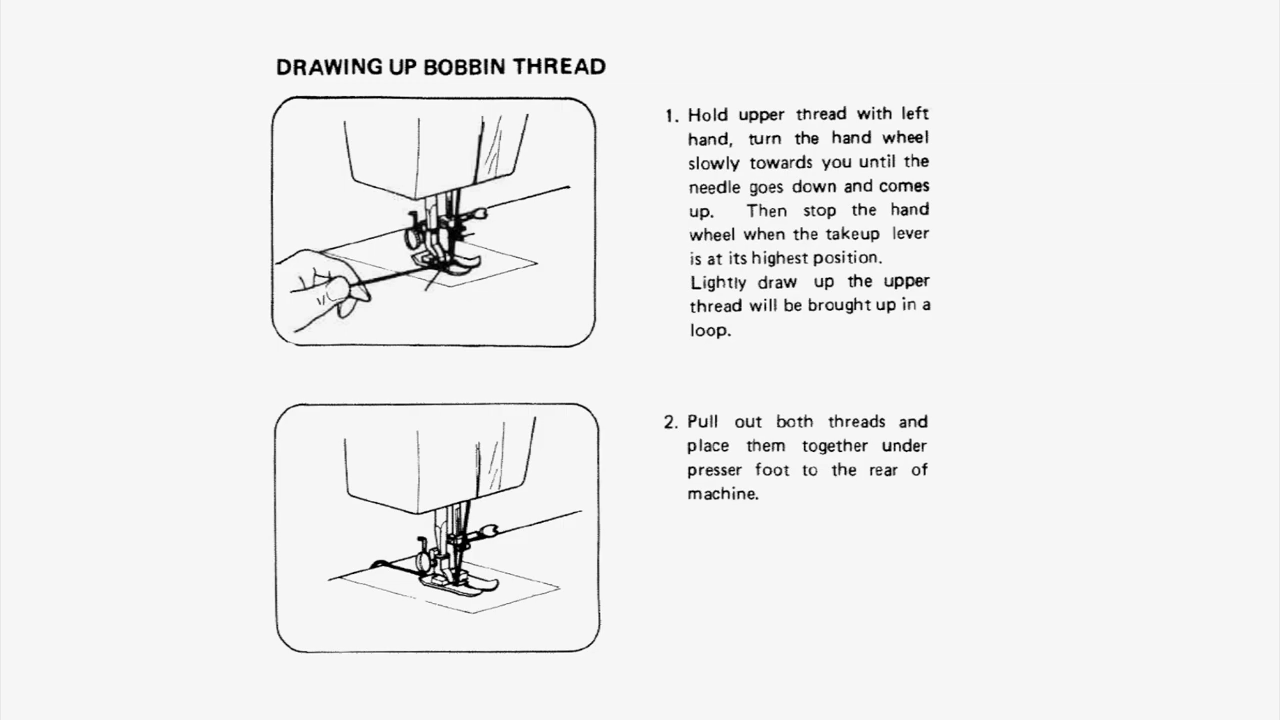 DRAWING UP BOBBIN THREAD
1. Hold upper thread with left
hand, turn the hand wheel
slowly towards you until the
needle goes down and comes
up. Then stop the hand
wheel when the takeup lever
is at its highest position.
Lightly draw up the upper
thread will be brought up in a
loop.
2. Pull out both threads and
place them together under
presser foot to the rear of
machine.